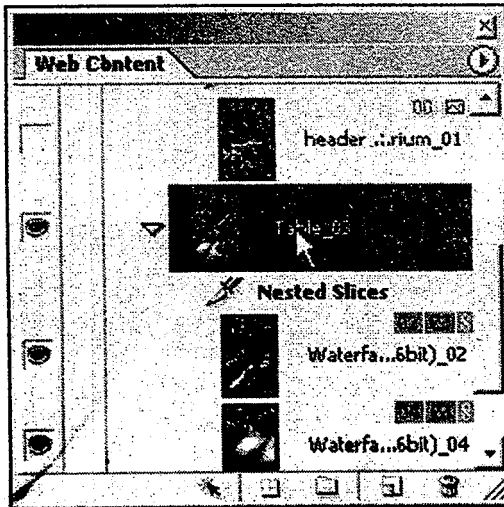 Web Content
header ...rium_01
Table_03
Nested Slices
Waterfa...6bit)_02
Waterfa...6bit)_04